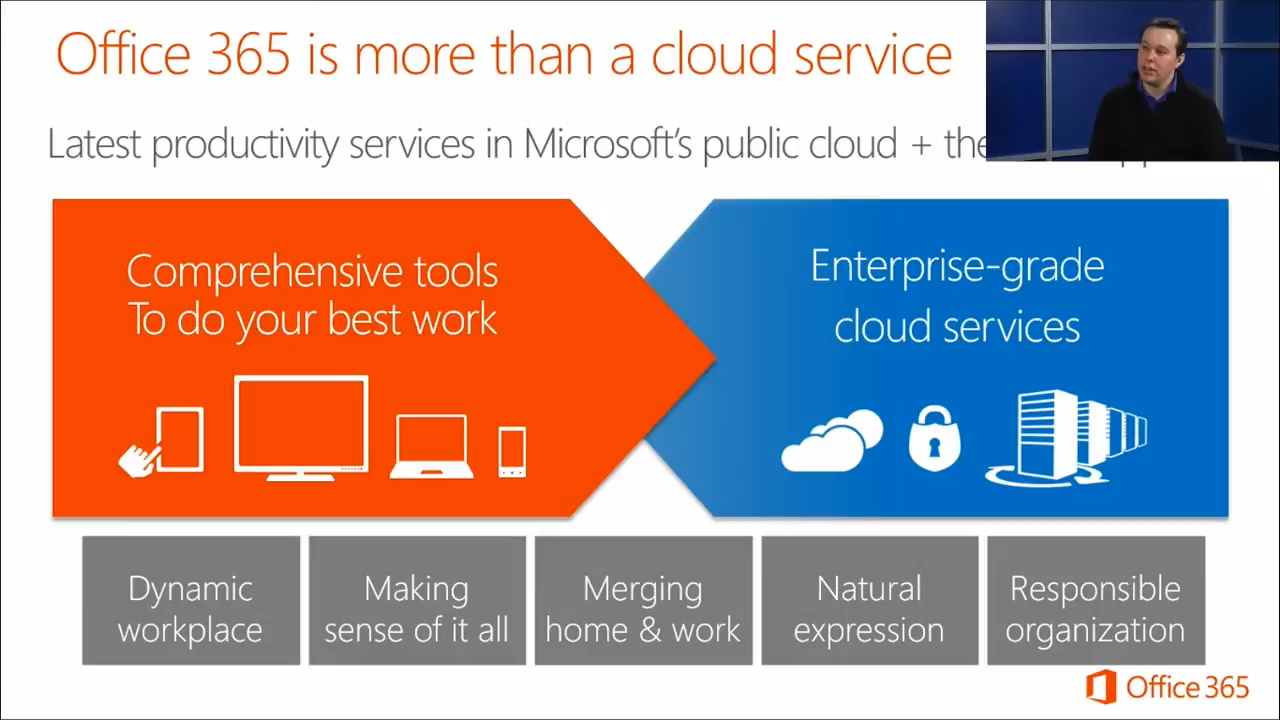 Office 365 is more than a cloud service
Latest productivity services in Microsoft's public cloud + the
Comprehensive tools
To do your best work
Enterprise-grade
cloud services
Dynamic
workplace
Making
sense of it all
Merging
home & work
Natural
expression
Responsible
organization
Office 365